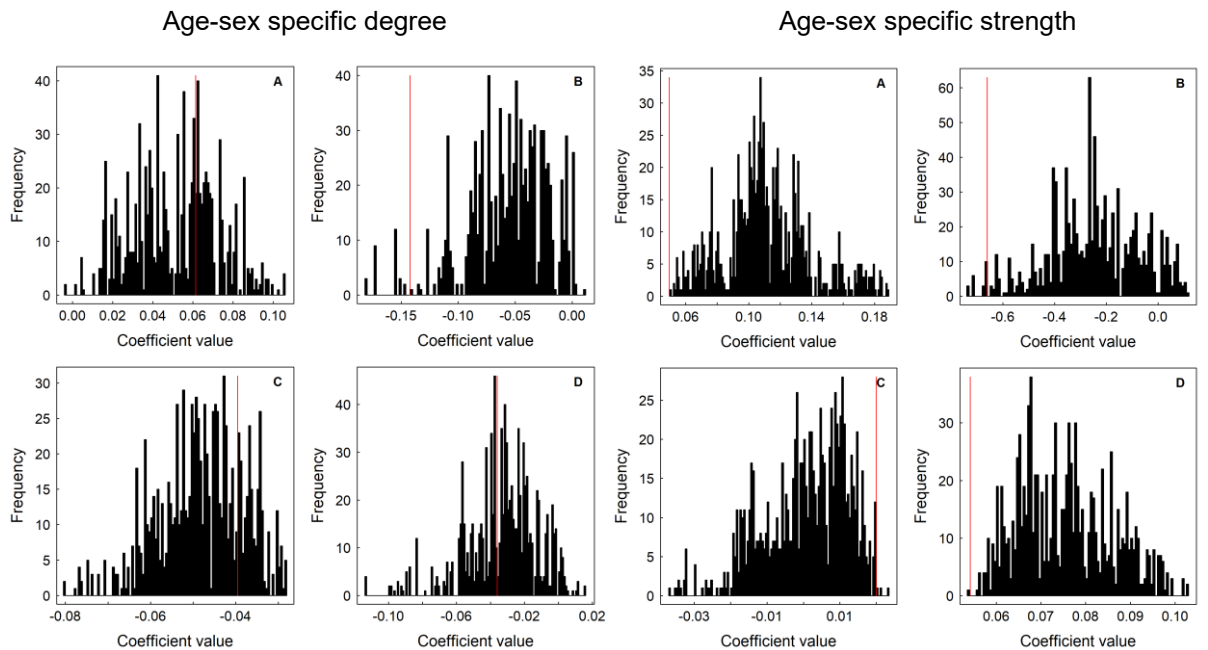 Age-sex specific degree
Age-sex specific strength
A
Frequency
0
10
20
30
40
0.00 0.02 0.04 0.06 0.08 0.10
Coefficient value
B
Frequency
0
10
20
30
40
-0.15 -0.10 -0.05 0.00
Coefficient value
A
Frequency
0
5
10
15
20
25
30
35
0.06 0.10 0.14 0.18
Coefficient value
B
Frequency
0
10
20
30
40
50
60
-0.6 -0.4 -0.2 0.0
Coefficient value
C
Frequency
0
5
10
15
20
25
30
-0.08 -0.06 -0.04
Coefficient value
D
Frequency
0
10
20
30
40
-0.10 -0.06 -0.02 0.02
Coefficient value
C
Frequency
0
5
10
15
20
25
-0.03 -0.01 0.01
Coefficient value
D
Frequency
0
10
20
30
0.06 0.07 0.08 0.09 0.10
Coefficient value